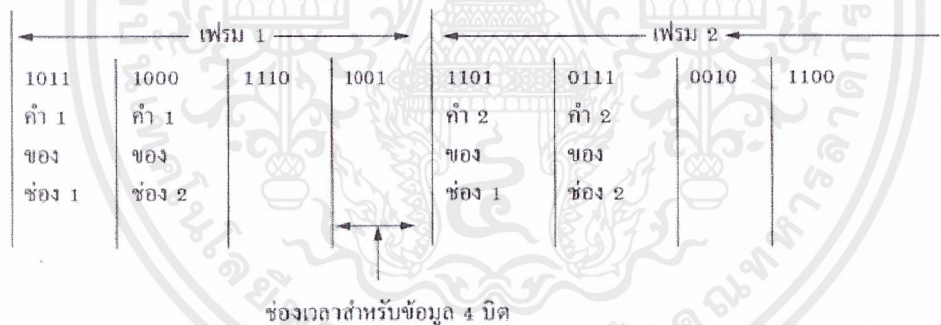 เฟรม 1 เฟรม 2
1011 1000 1110 1001 1101 0111 0010 1100
คำ 1 คำ 1 คำ 2 คำ 2
ของ ของ ของ ของ
ช่อง 1 ช่อง 2 ช่อง 1 ช่อง 2
ช่องเวลาสำหรับข้อมูล 4 บิต